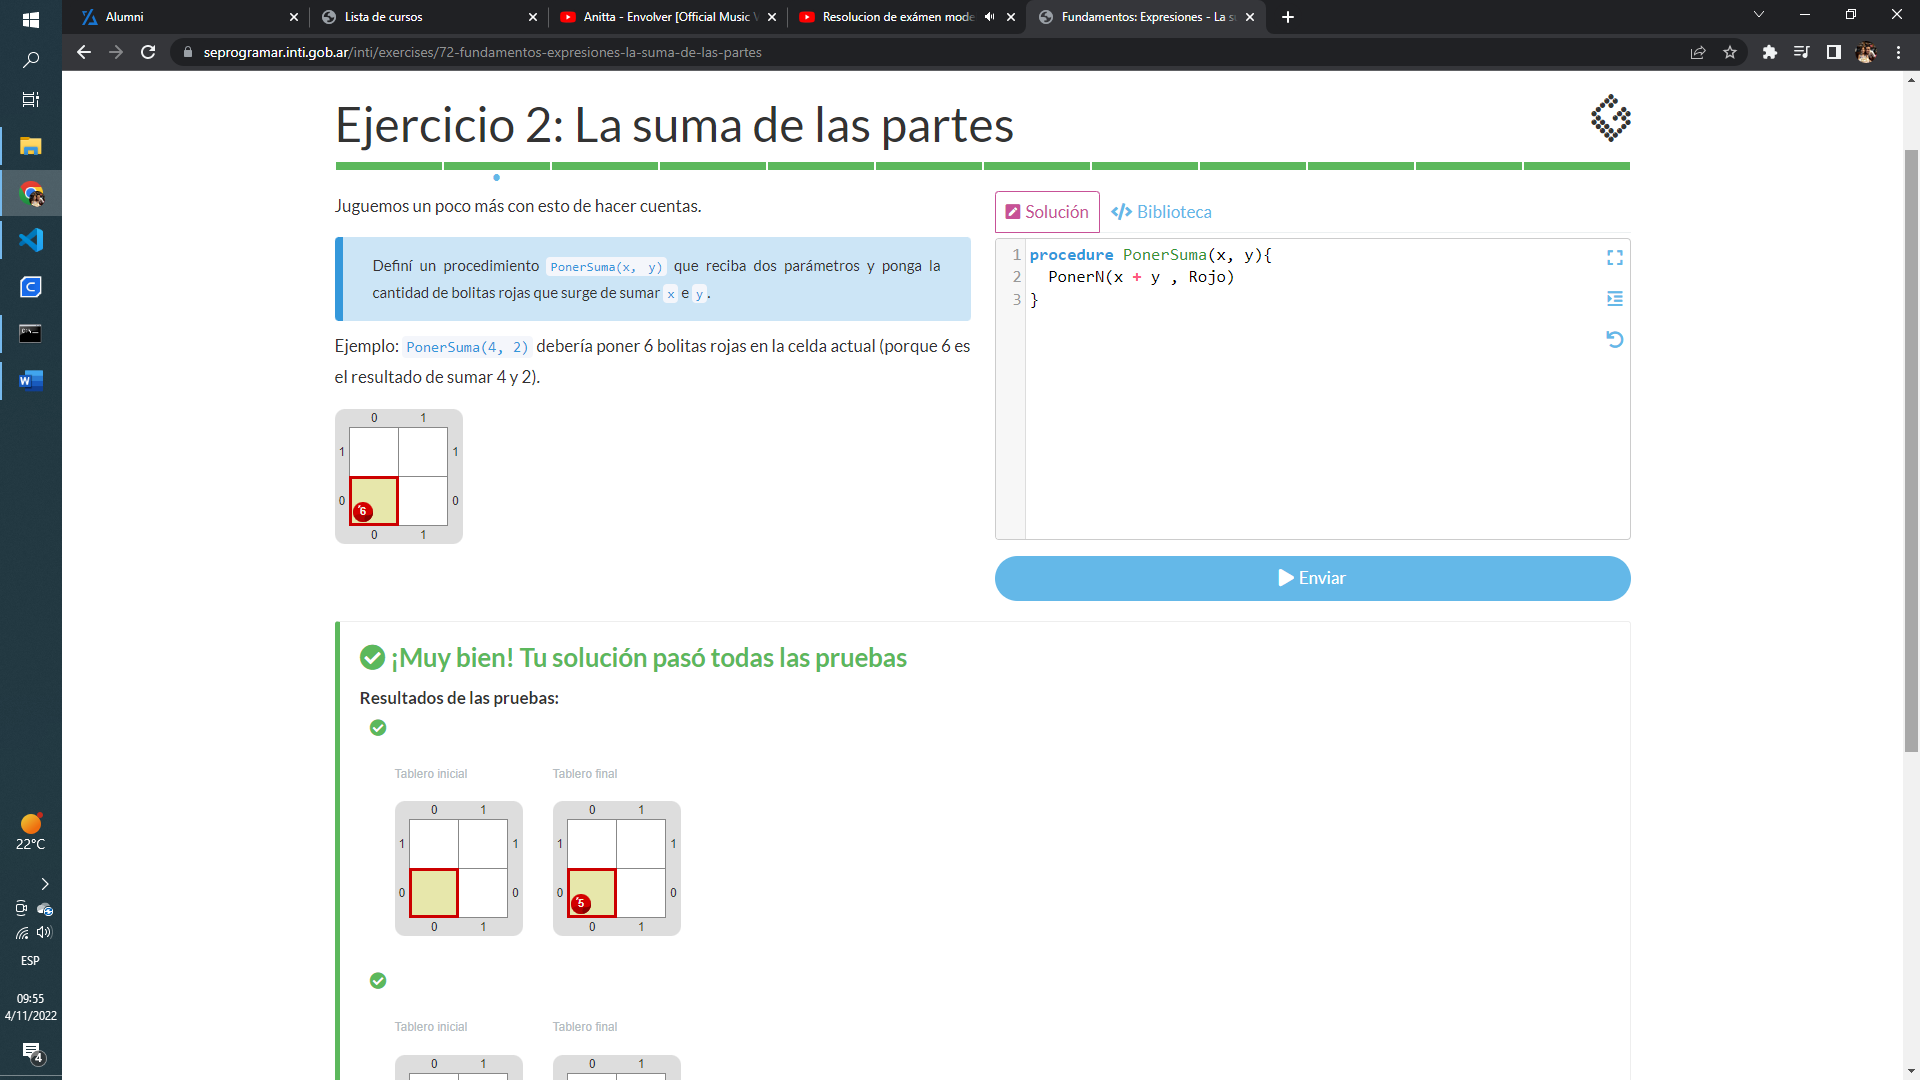 Alumni
Lista de cursos
Anitta - Envolver [Official Music V
Resolucion de exámen mode
Fundamentos: Expresiones - La su
seprogramar.inti.gob.ar/inti/exercises/72-fundamentos-expresiones-la-suma-de-las-partes
Ejercicio 2: La suma de las partes
Juguemos un poco más con esto de hacer cuentas.
Definí un procedimiento PonerSuma(x, y) que reciba dos parámetros y ponga la
cantidad de bolitas rojas que surge de sumar x e y.
Ejemplo: PonerSuma(4, 2) debería poner 6 bolitas rojas en la celda actual (porque 6 es
el resultado de sumar 4 y 2).
0 1
1 1
0 6 0
0 1
Solución
Biblioteca
1 procedure PonerSuma(x, y){
2 PonerN(x + y , Rojo)
3 }
Enviar
¡Muy bien! Tu solución pasó todas las pruebas
Resultados de las pruebas:
Tablero inicial Tablero final
0 1 0 1
1 1 1 1
0 0 0 5 0
0 1 0 1
Tablero inicial Tablero final
0 1 0 1
22°C
ESP
09:55
4/11/2022
4